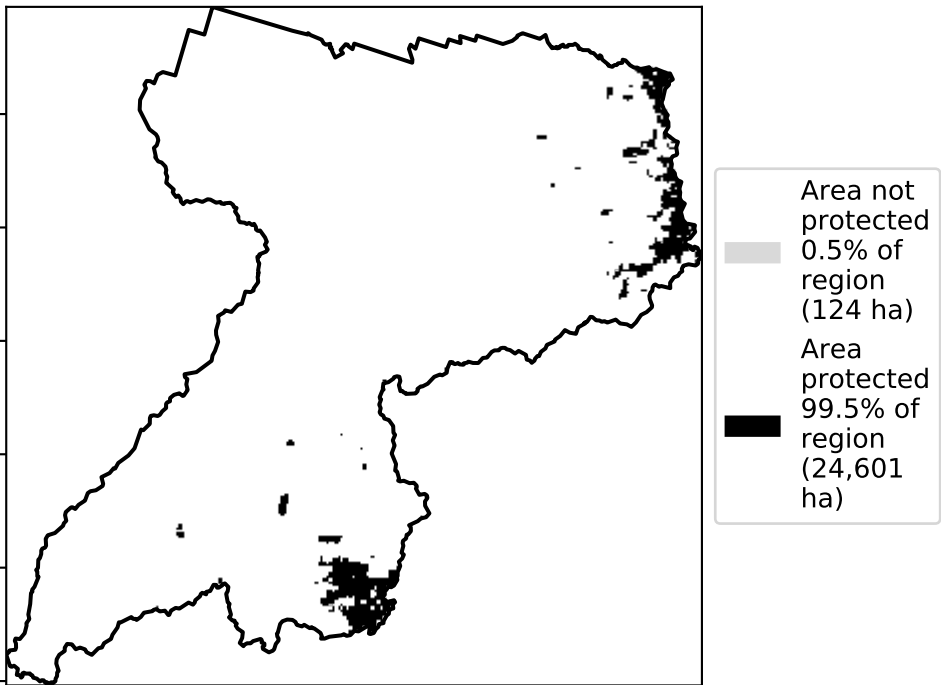 Area not
protected
0.5% of
region
(124 ha)
Area
protected
99.5% of
region
(24,601
ha)